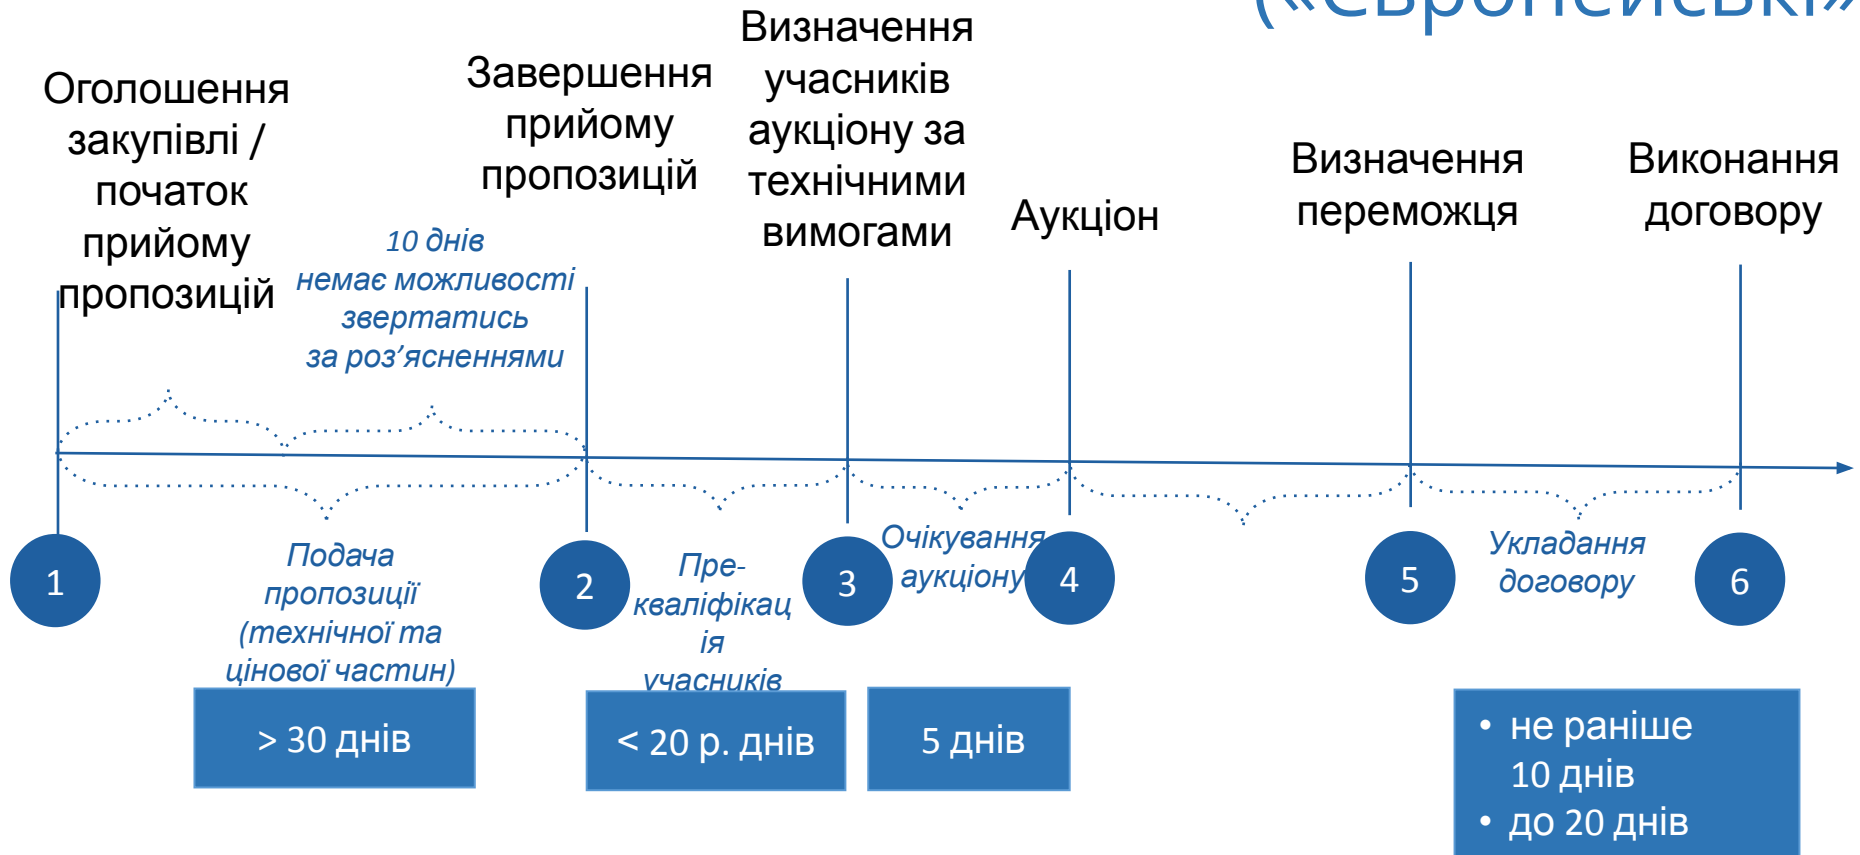 («Європейські»
Оголошення
закупівлі /
початок
прийому
пропозицій
10 днів
немає можливості
звертатись
за роз’ясненнями
Завершення
прийому
пропозицій
Визначення
учасників
аукціону за
технічними
вимогами
Аукціон
Визначення
переможця
Виконання
договору
1
Подача
пропозиції
(технічної та
цінової частин)
2
Пре-
кваліфікац
ія
учасників
3
Очікування
аукціону
4
5
Укладання
договору
6
> 30 днів
< 20 р. днів
5 днів
• не раніше
10 днів
• до 20 днів